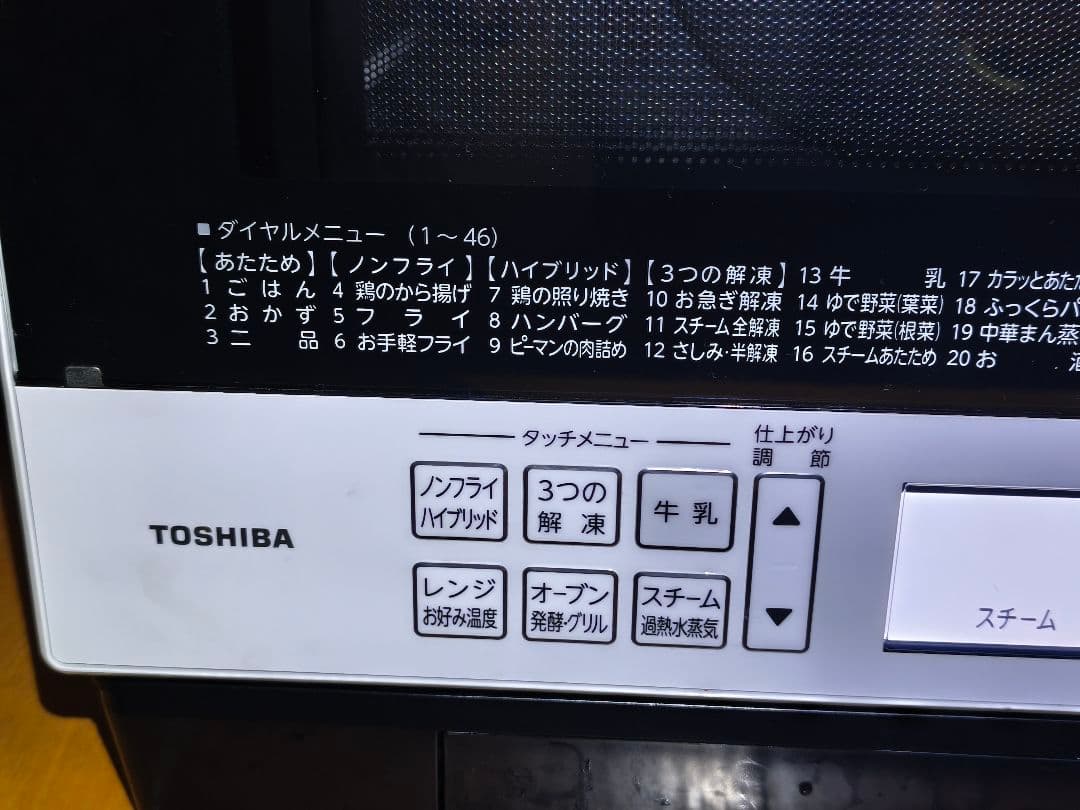 ■ ダイヤルメニュー （1～46）
【あたため】【ノンフライ】【ハイブリッド】【3つの解凍】 13 牛 乳 17 カラッとあたた
1 ごはん 4 鶏のから揚げ 7 鶏の照り焼き 10 お急ぎ解凍 14 ゆで野菜(葉菜) 18 ふっくらパ
2 おかず 5 フライ 8 ハンバーグ 11 スチーム全解凍 15 ゆで野菜(根菜) 19 中華まん蒸
3 二品 6 お手軽フライ 9 ピーマンの肉詰め 12 さしみ・半解凍 16 スチームあたため 20 お 酒
タッチメニュー
仕上がり
調節
ノンフライ
ハイブリッド
3つの
解凍
牛乳
TOSHIBA
レンジ
お好み温度
オーブン
発酵・グリル
スチーム
過熱水蒸気
▲
▼
スチーム